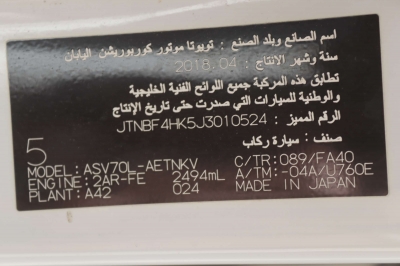 اسم الصانع وبلد الصنع : تويوتا موتور كوربوريشن اليابان
سنة وشهر الانتاج : 2018.04
تطابق هذه المركبة جميع اللوائح الفنية الخليجية
والوطنية للسيارات التي صدرت حتى تاريخ الإنتاج
الرقم المميز : JTNBF4HK5J3010524
صنف : سيارة ركاب
5
MODEL: ASV70L-AETNKV C/TR: 089/FA40
ENGINE: 2AR-FE 2494mL A/TM: -04A/U760E
PLANT: A42 024 MADE IN JAPAN